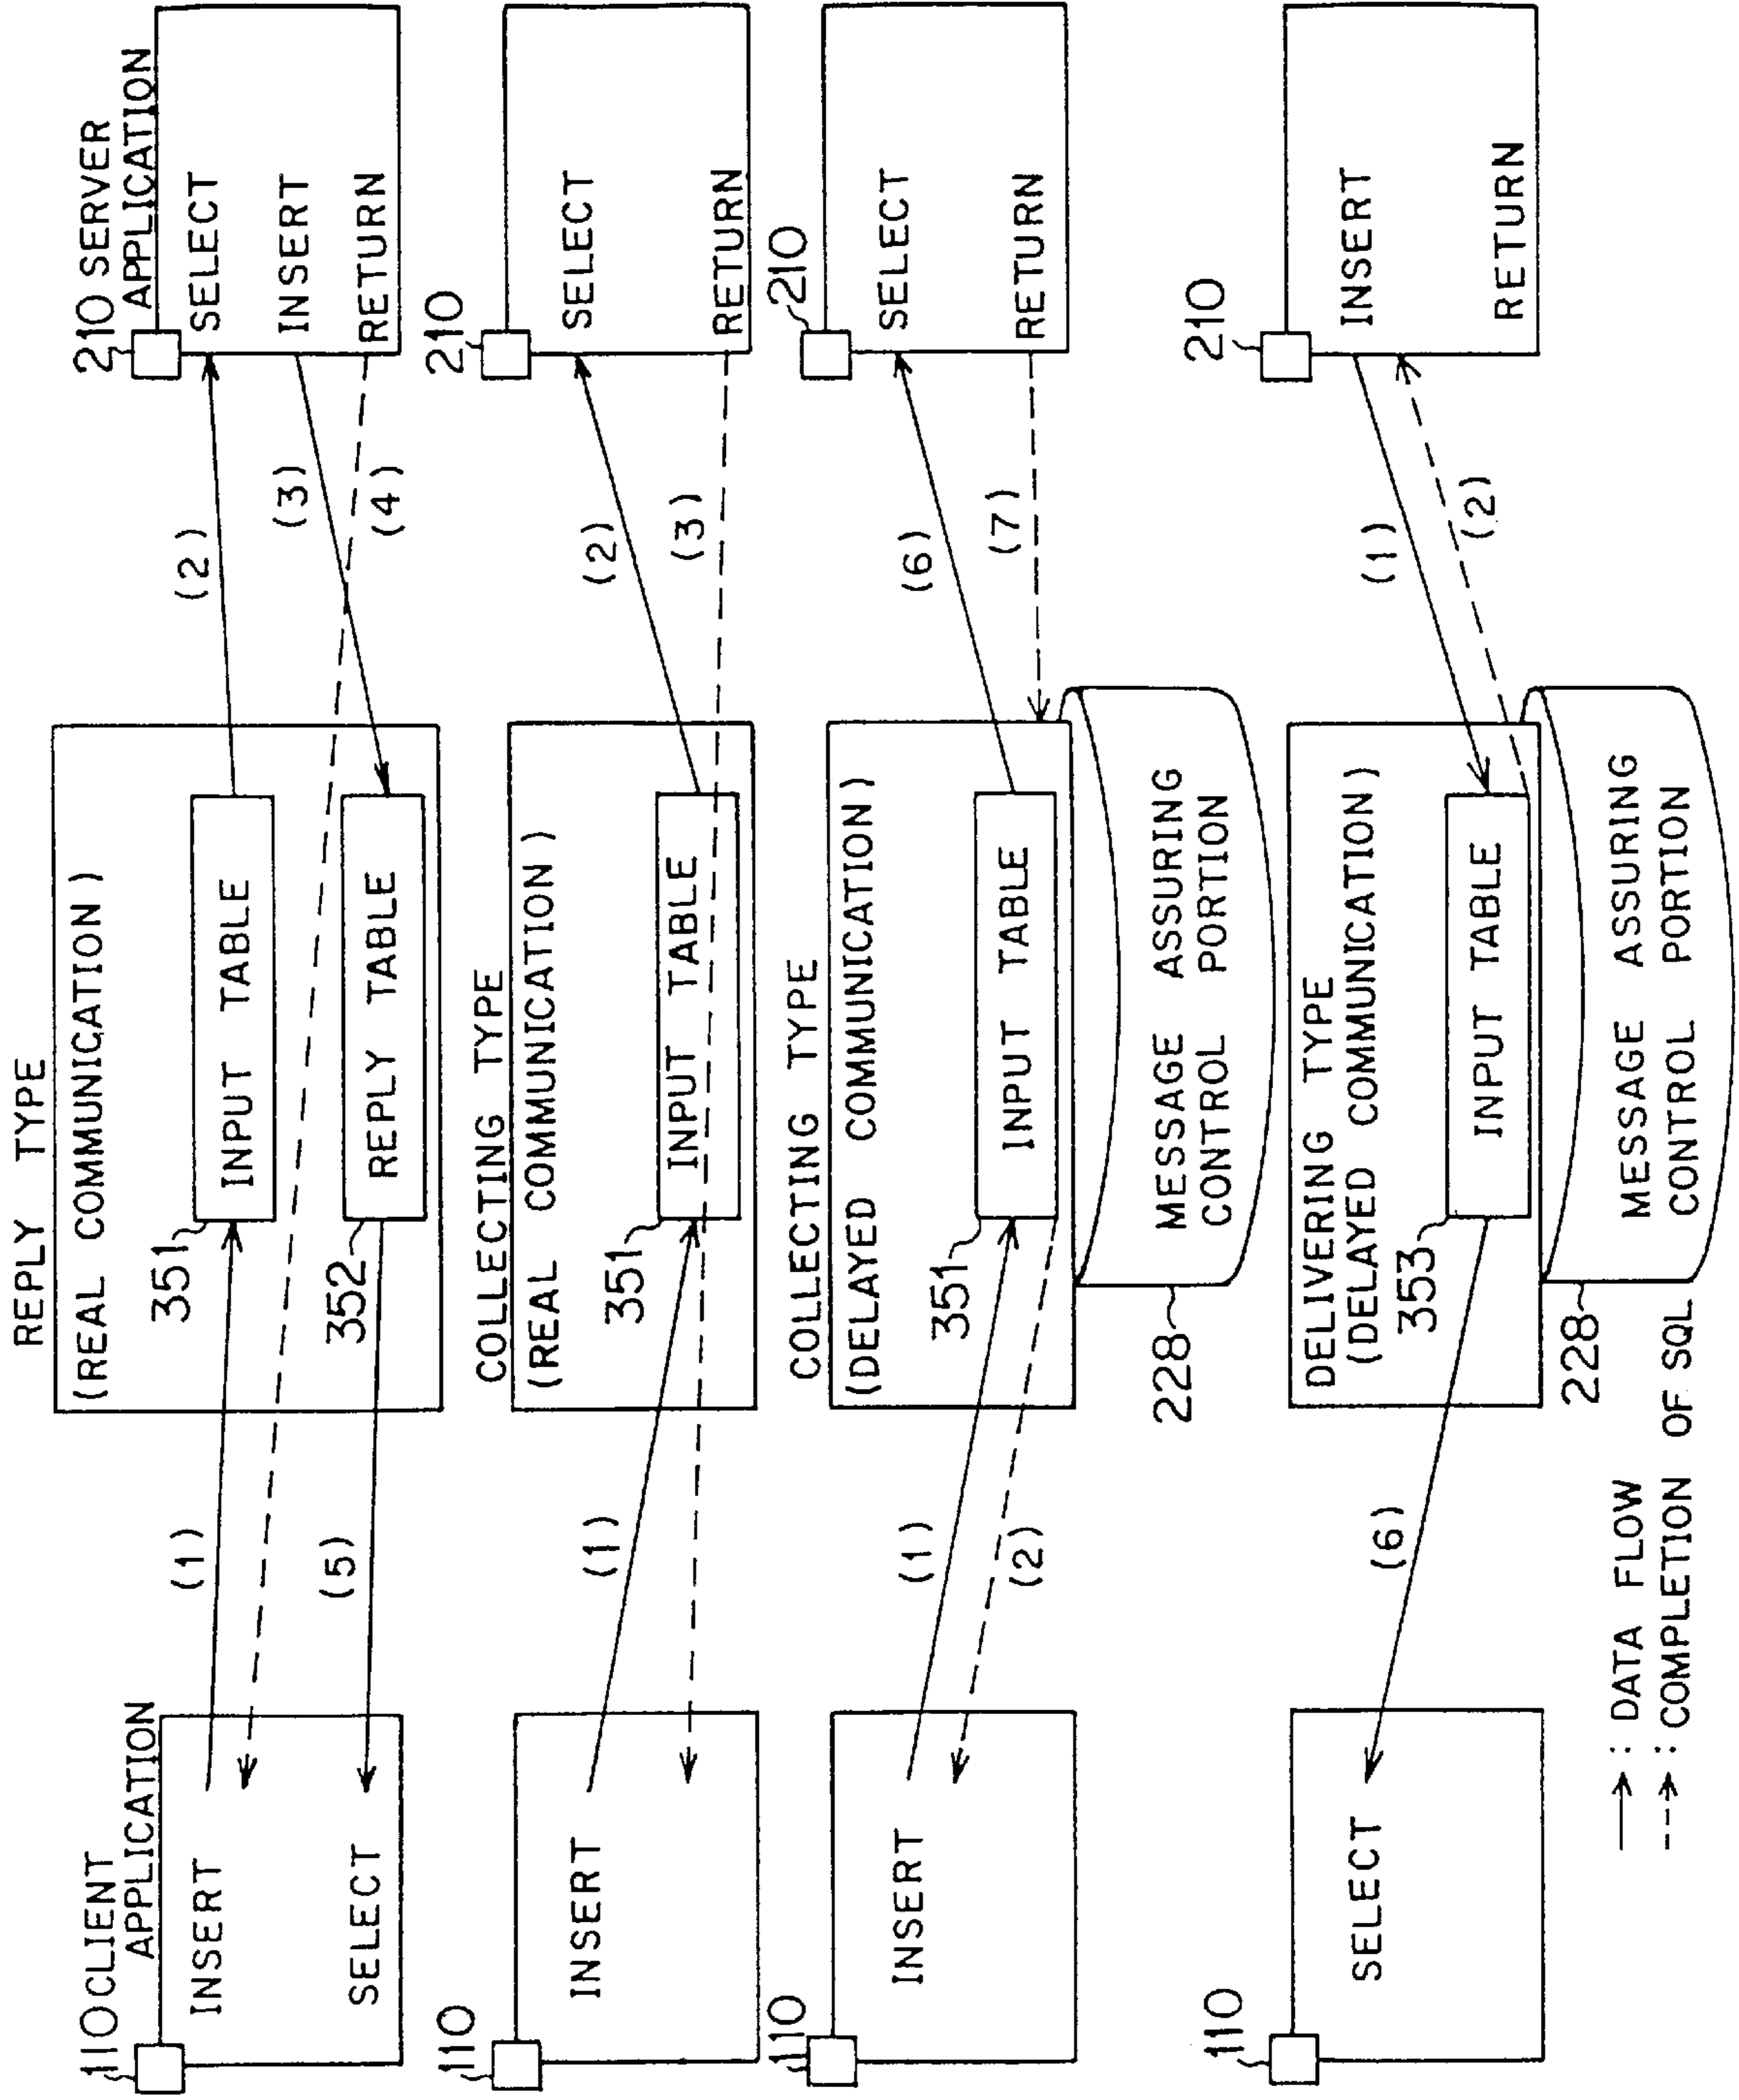 REPLY TYPE
110 CLIENT
APPLICATION
INSERT
SELECT
(1)
(5)
(REAL COMMUNICATION)
351
INPUT TABLE
352
REPLY TABLE
(2)
(3)
(4)
210 SERVER
APPLICATION
SELECT
INSERT
RETURN
COLLECTING TYPE
(REAL COMMUNICATION)
110
INSERT
(1)
351
INPUT TABLE
(2)
(3)
210
SELECT
RETURN
COLLECTING TYPE
(DELAYED COMMUNICATION)
110
INSERT
(1)
(2)
351
INPUT TABLE
228
MESSAGE ASSURING
CONTROL PORTION
(6)
(7)
210
SELECT
RETURN
DELIVERING TYPE
(DELAYED COMMUNICATION)
110
SELECT
(6)
353
INPUT TABLE
228
MESSAGE ASSURING
CONTROL PORTION
(1)
(2)
210
INSERT
RETURN
: DATA FLOW
: COMPLETION OF SQL